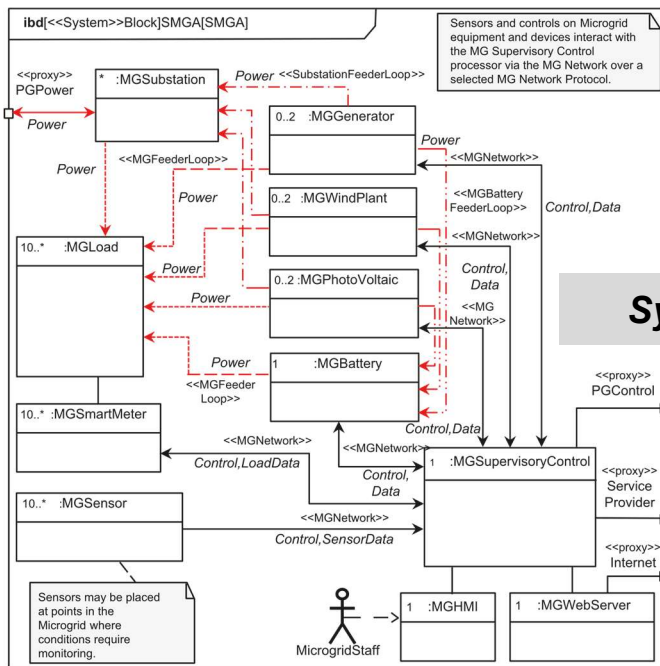 ibd[<<System>>Block]SMGA[SMGA]
Sensors and controls on Microgrid
equipment and devices interact with
the MG Supervisory Control
processor via the MG Network over a
selected MG Network Protocol.
<<proxy>>
PGPower
Power
* :MGSubstation
Power
<<SubstationFeederLoop>>
0..2 :MGGenerator
Power
Power
<<MGFeederLoop>>
Power
<<MGNetwork>>
<<MGBattery
FeederLoop>>
Control,Data
0..2 :MGWindPlant
<<MGNetwork>>
10..* :MGLoad
Power
Control,
Data
0..2 :MGPhotoVoltaic
Power
<<MG
Network>>
Sy
Power
1 :MGBattery
<<MGFeeder
Loop>>
<<proxy>>
PGControl
10..* :MGSmartMeter
Control,Data
<<MGNetwork>>
<<MGNetwork>>
Control,LoadData
Control,
Data
1 :MGSupervisoryControl
<<proxy>>
Service
Provider
10..* :MGSensor
<<MGNetwork>>
Control,SensorData
<<proxy>>
Internet
Sensors may be placed
at points in the
Microgrid where
conditions require
monitoring.
MicrogridStaff
1 :MGHMI
1 :MGWebServer